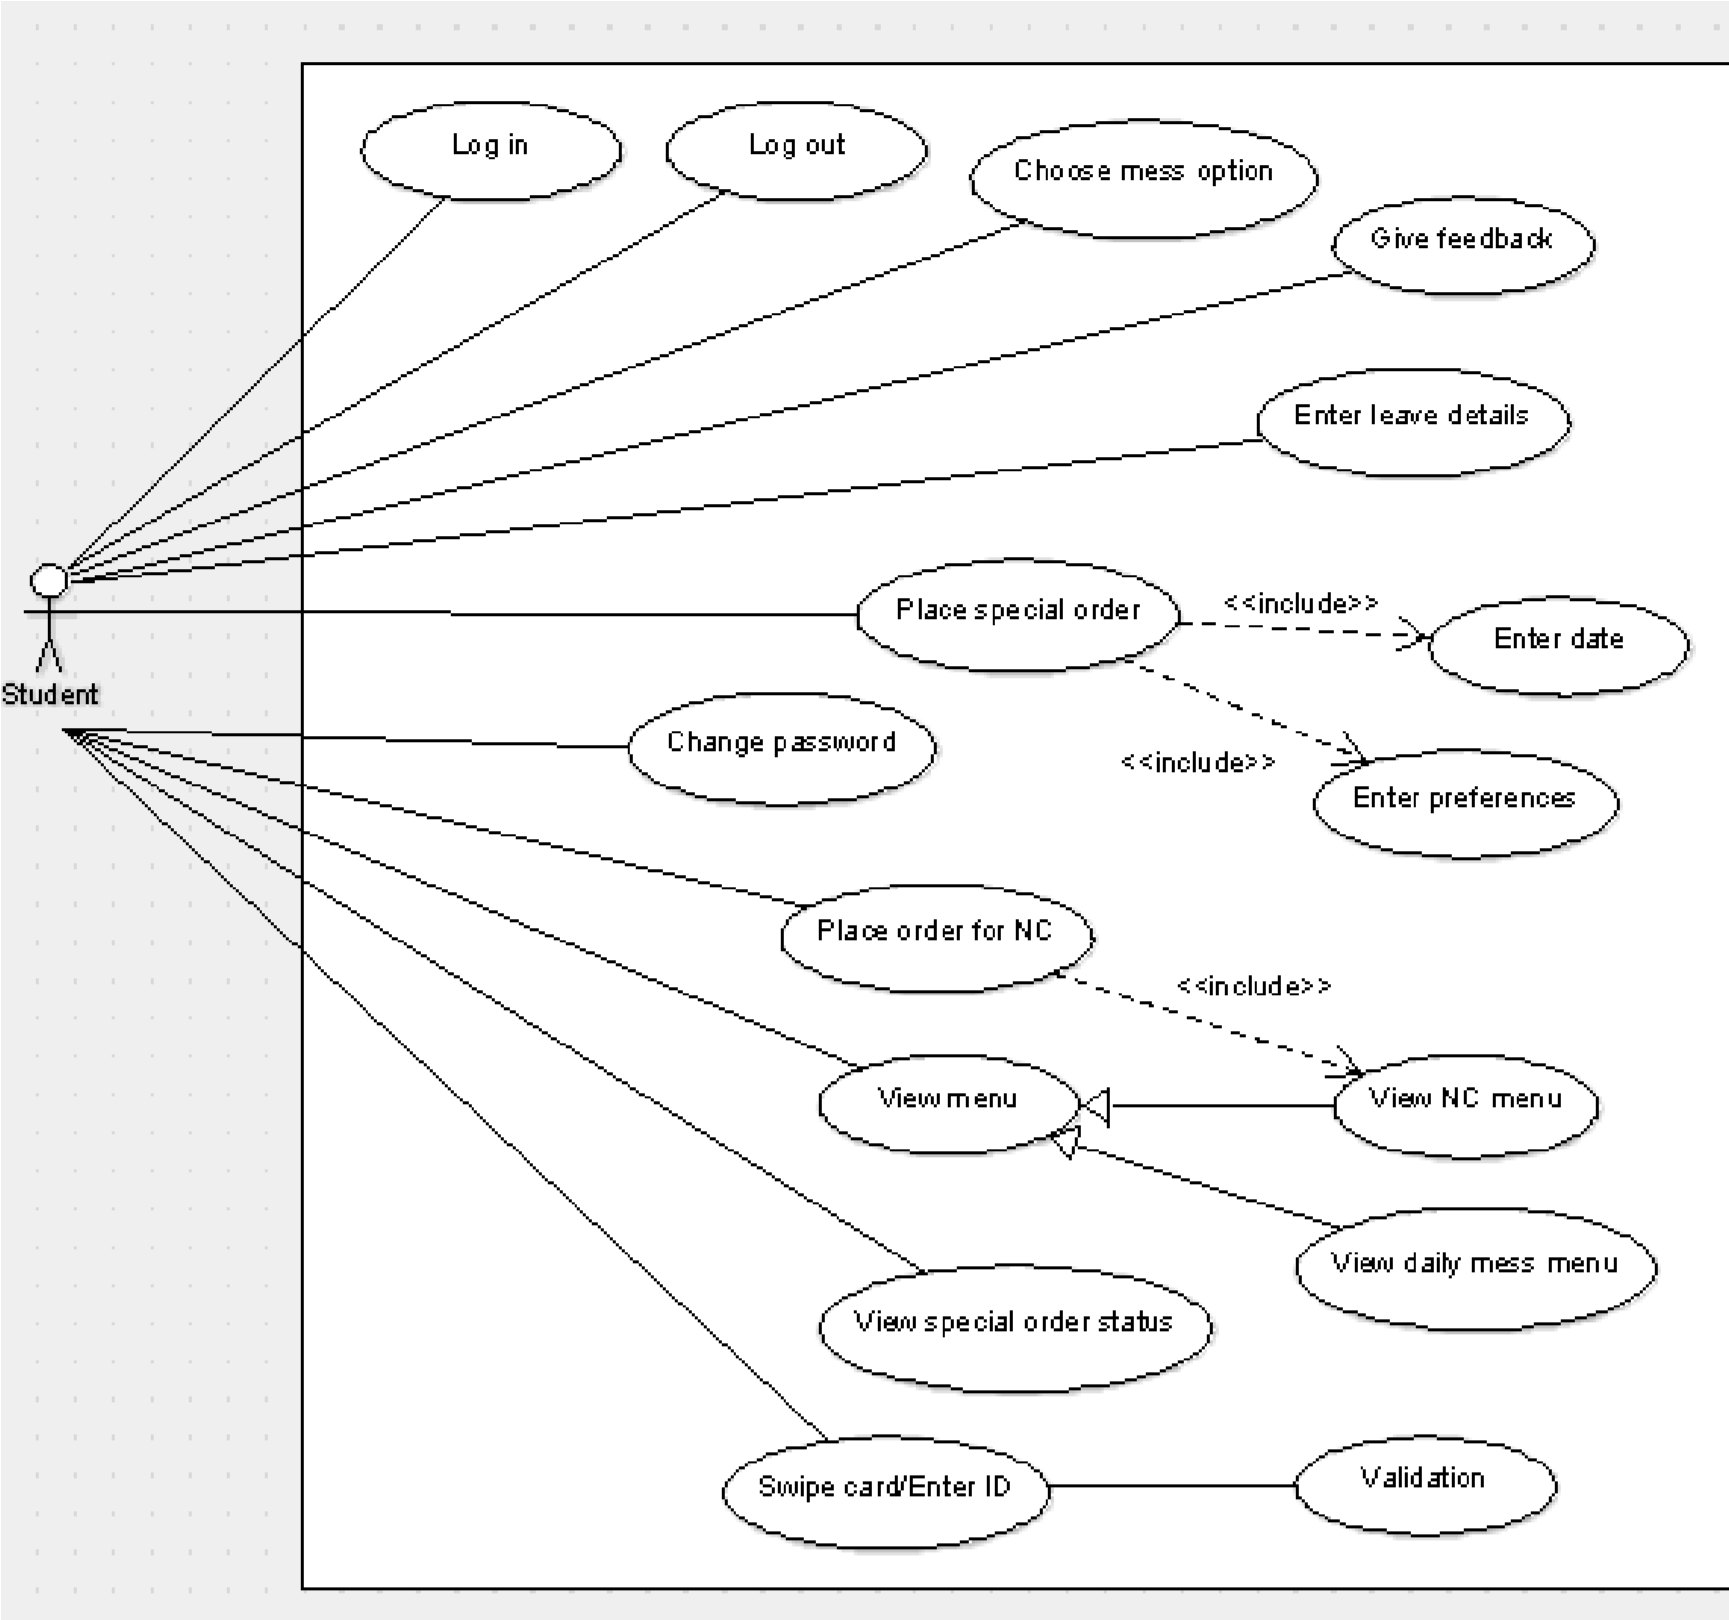 Log in
Log out
Choose mess option
Give feedback
Enter leave details
Place special order
<<include>>
Enter date
Student
Change password
<<include>>
Enter preferences
Place order for NC
<<include>>
View menu
View NC menu
View daily mess menu
View special order status
Swipe card/Enter ID
Validation